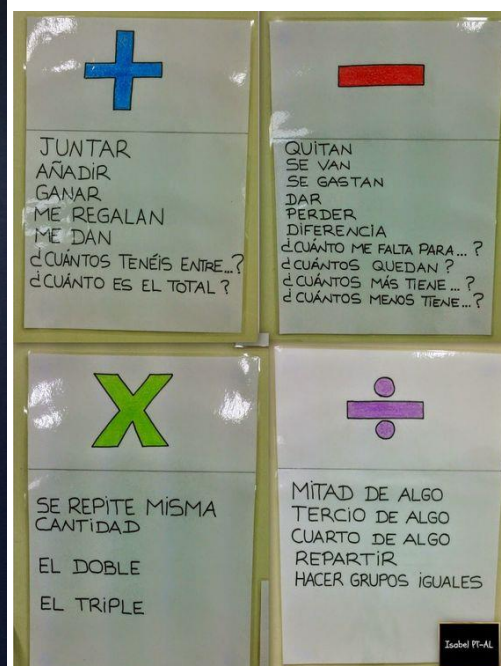 +
JUNTAR
AÑADIR
GANAR
ME REGALAN
ME DAN
¿CUÁNTOS TENÉIS ENTRE...?
¿CUÁNTO ES EL TOTAL?
−
QUITAN
SE VAN
SE GASTAN
DAR
PERDER
DIFERENCIA
¿CUÁNTO ME FALTA PARA...?
¿CUÁNTOS QUEDAN?
¿CUÁNTOS MÁS TIENE...?
¿CUÁNTOS MENOS TIENE...?
X
SE REPITE MISMA
CANTIDAD
EL DOBLE
EL TRIPLE
÷
MITAD DE ALGO
TERCIO DE ALGO
CUARTO DE ALGO
REPARTIR
HACER GRUPOS IGUALES
Isabel PT-AL